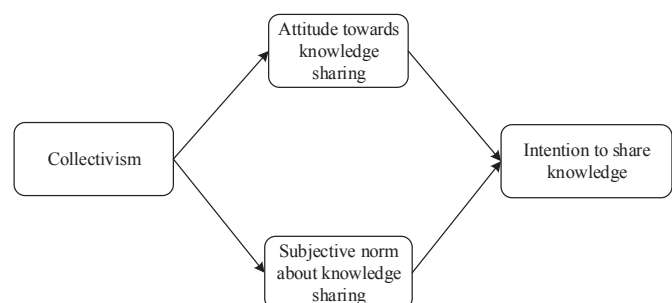 Attitude towards
knowledge
sharing
Collectivism
Intention to share
knowledge
Subjective norm
about knowledge
sharing